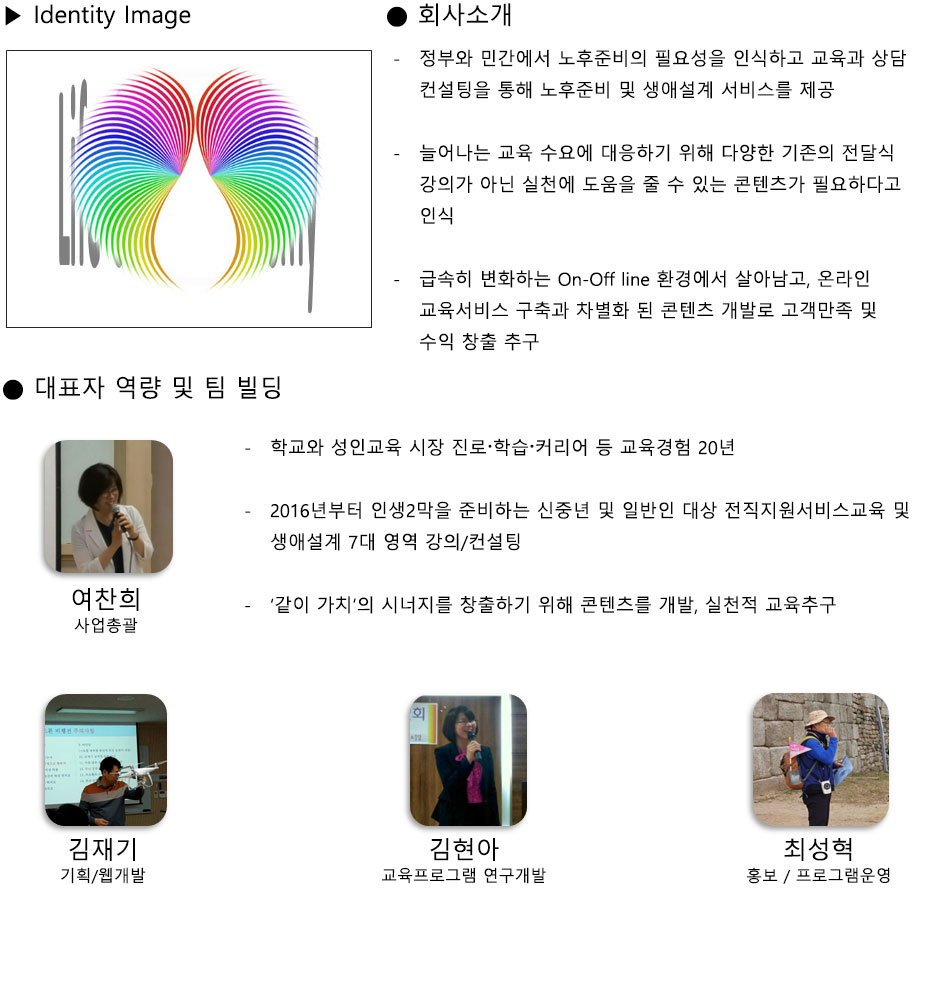 ▶ Identity Image
● 회사소개
- 정부와 민간에서 노후준비의 필요성을 인식하고 교육과 상담
컨설팅을 통해 노후준비 및 생애설계 서비스를 제공
- 늘어나는 교육 수요에 대응하기 위해 다양한 기존의 전달식
강의가 아닌 실천에 도움을 줄 수 있는 콘텐츠가 필요하다고
인식
- 급속히 변화하는 On-Off line 환경에서 살아남고, 온라인
교육서비스 구축과 차별화 된 콘텐츠 개발로 고객만족 및
수익 창출 추구
● 대표자 역량 및 팀 빌딩
- 학교와 성인교육 시장 진로·학습·커리어 등 교육경험 20년
- 2016년부터 인생2막을 준비하는 신중년 및 일반인 대상 전직지원서비스교육 및
생애설계 7대 영역 강의/컨설팅
- ‘같이 가치’의 시너지를 창출하기 위해 콘텐츠를 개발, 실천적 교육추구
여찬희
사업총괄
김재기
기획/웹개발
김현아
교육프로그램 연구개발
최성혁
홍보 / 프로그램운영